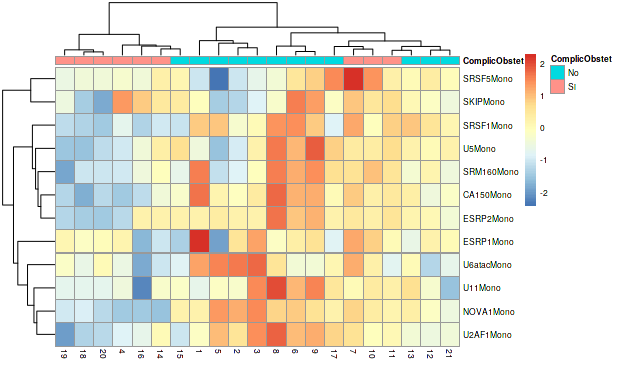 ComplicObstet
ComplicObstet
No
Si
2
1
0
-1
-2
SRSF5Mono
SKIPMono
SRSF1Mono
U5Mono
SRM160Mono
CA150Mono
ESRP2Mono
ESRP1Mono
U6atacMono
U11Mono
NOVA1Mono
U2AF1Mono
19 18 20 4 16 14 15 1 5 2 3 8 6 9 17 7 10 11 13 12 21